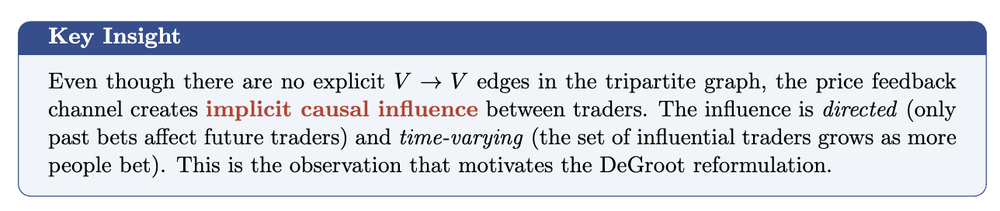 Key Insight
Even though there are no explicit V → V edges in the tripartite graph, the price feedback
channel creates implicit causal influence between traders. The influence is directed (only
past bets affect future traders) and time-varying (the set of influential traders grows as more
people bet). This is the observation that motivates the DeGroot reformulation.